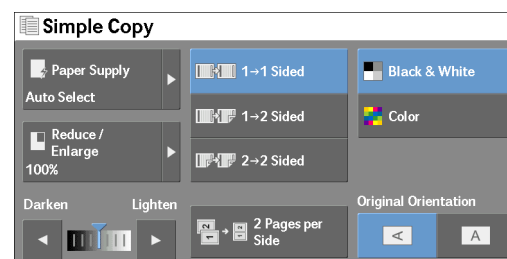 Simple Copy
Paper Supply
Auto Select
Reduce /
Enlarge
100%
Darken Lighten
1→1 Sided
1→2 Sided
2→2 Sided
2 Pages per
Side
Black & White
Color
Original Orientation
A
A